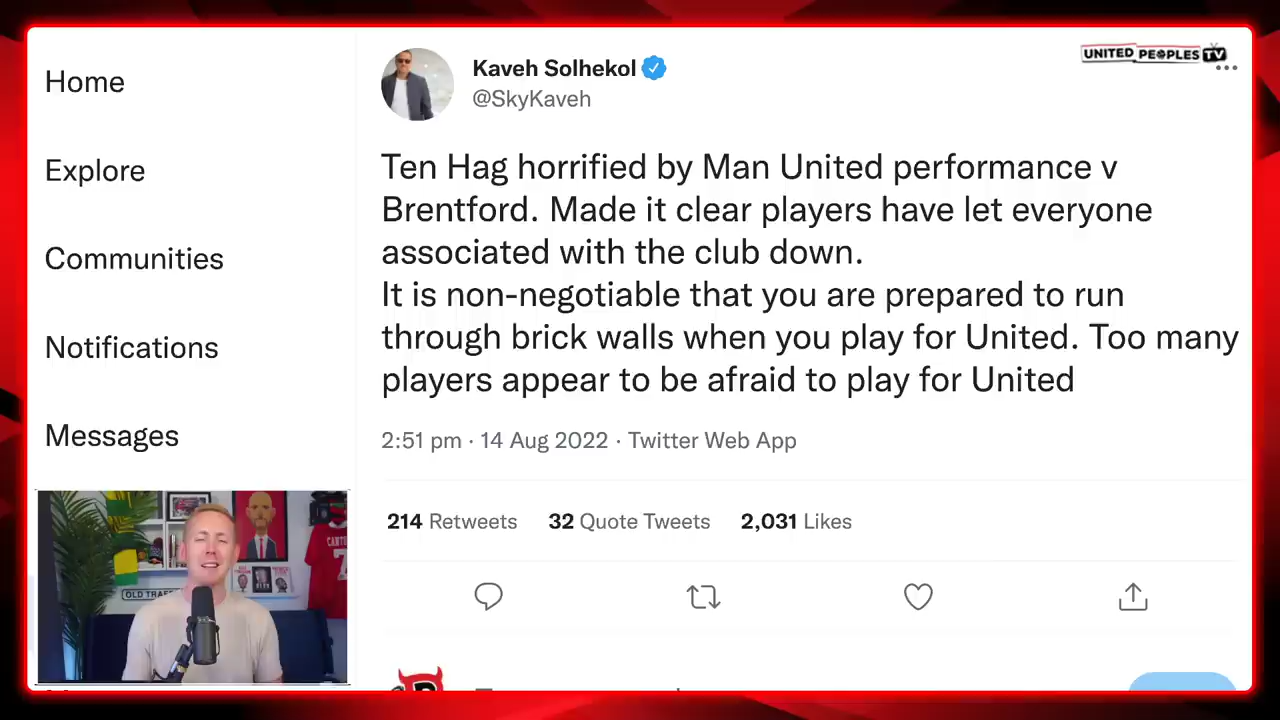 Home
Explore
Communities
Notifications
Messages
UNITED PEOPLES TV
Kaveh Solhekol
@SkyKaveh
Ten Hag horrified by Man United performance v
Brentford. Made it clear players have let everyone
associated with the club down.
It is non-negotiable that you are prepared to run
through brick walls when you play for United. Too many
players appear to be afraid to play for United
2:51 pm · 14 Aug 2022 · Twitter Web App
214 Retweets 32 Quote Tweets 2,031 Likes
OLD
7